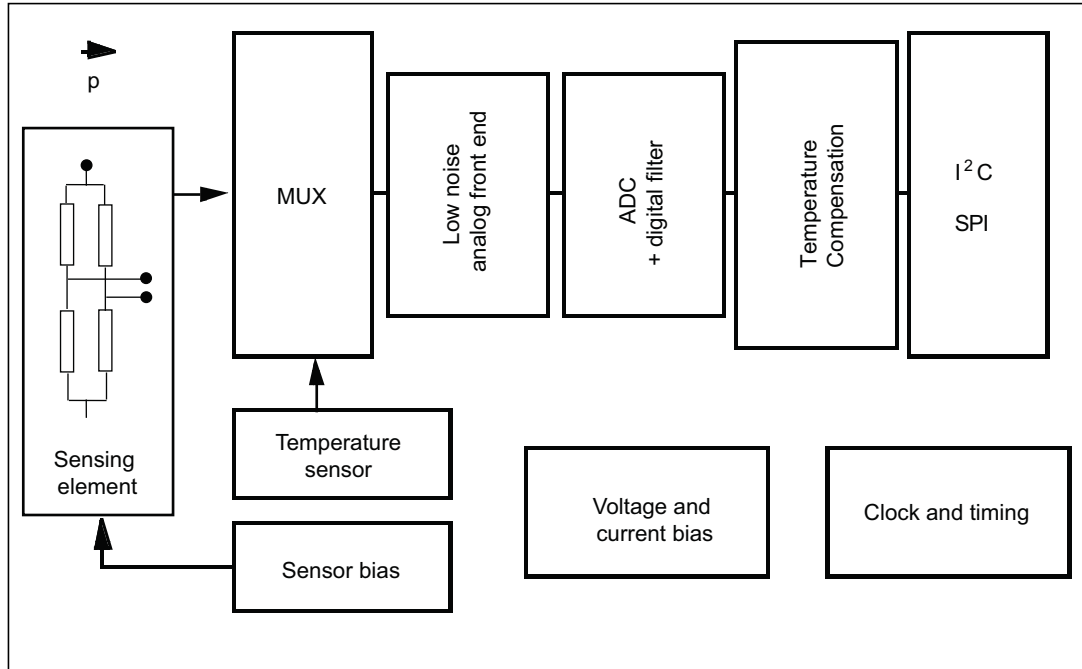 p
Sensing
element
MUX
Low noise
analog front end
ADC
+ digital filter
Temperature
Compensation
I²C
SPI
Temperature
sensor
Sensor bias
Voltage and
current bias
Clock and timing